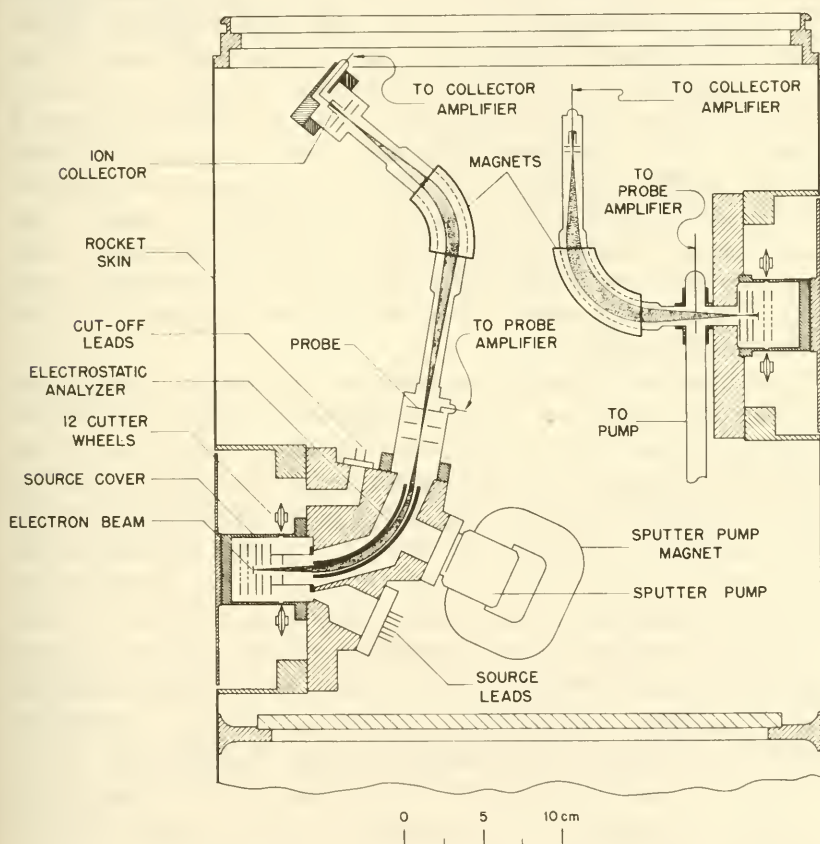 TO COLLECTOR
AMPLIFIER
TO COLLECTOR
AMPLIFIER
ION
COLLECTOR
MAGNETS
TO
PROBE
AMPLIFIER
ROCKET
SKIN
CUT-OFF
LEADS
PROBE
TO PROBE
AMPLIFIER
ELECTROSTATIC
ANALYZER
12 CUTTER
WHEELS
TO
PUMP
SOURCE COVER
ELECTRON BEAM
SPUTTER PUMP
MAGNET
SPUTTER PUMP
SOURCE
LEADS
0 5 10 cm